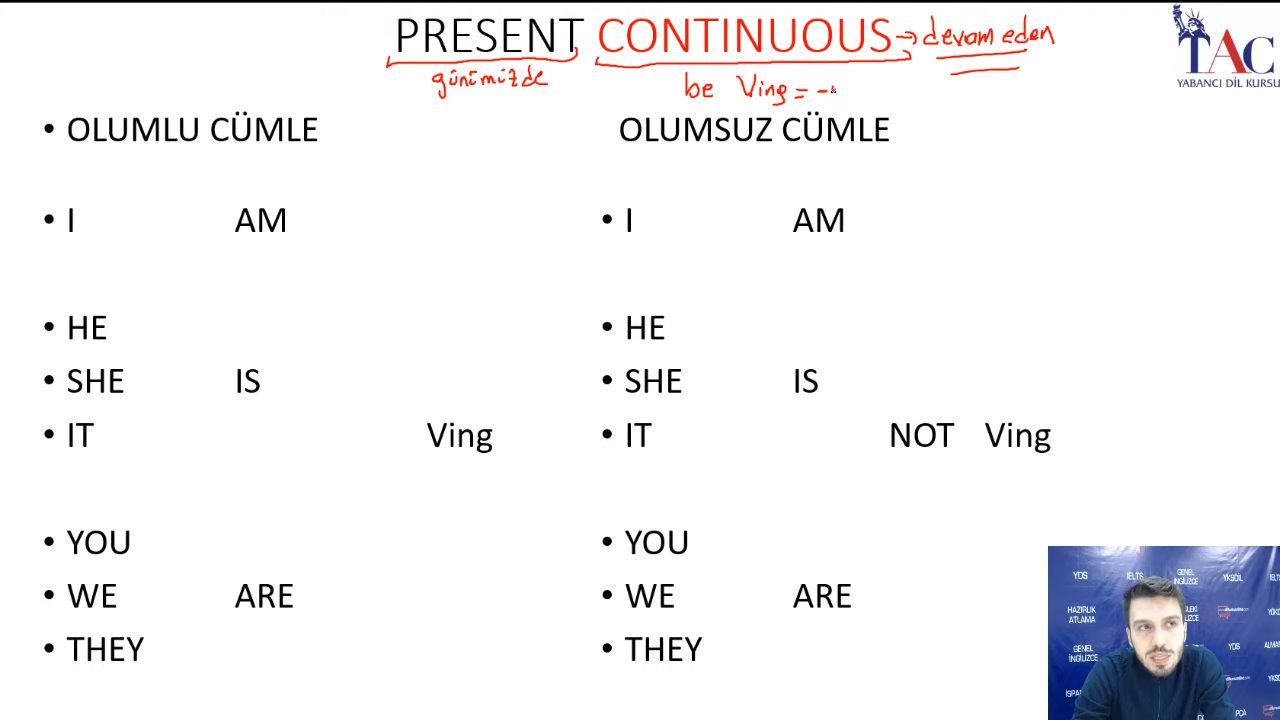 PRESENT CONTINUOUS → devam eden
günümüzde
be Ving = -
TAC
YABANCI DİL KURSU
• OLUMLU CÜMLE
OLUMSUZ CÜMLE
• I AM
• I AM
• HE
• HE
• SHE IS
• SHE IS
• IT Ving
• IT NOT Ving
• YOU
• YOU
• WE ARE
• WE ARE
• THEY
• THEY
YDS
IELTS
GENEL İNGİLİZCE
YKSDİL
HAZIRLIK ATLAMA
GENEL İNGİLİZCE
YDS